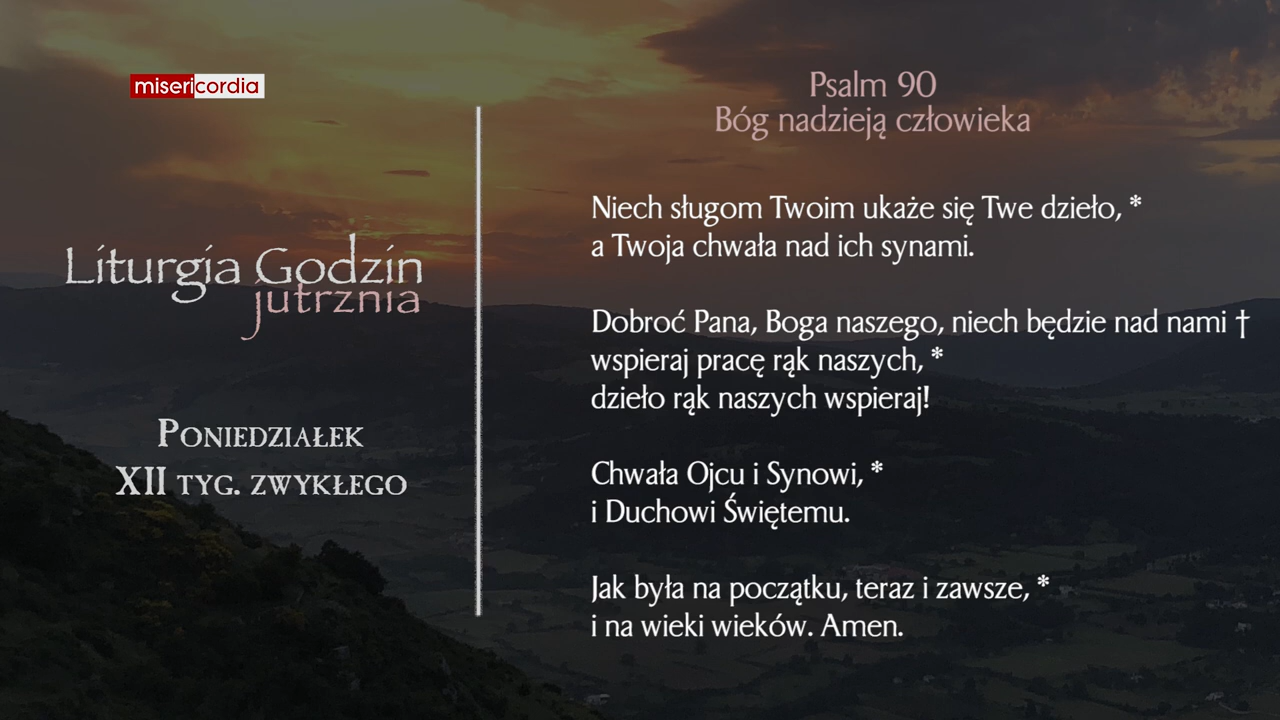 misericordia
Liturgia Godzin
jutrznia
Poniedziałek
XII tyg. zwykłego
Psalm 90
Bóg nadzieją człowieka
Niech sługom Twoim ukaże się Twe dzieło, *
a Twoja chwała nad ich synami.
Dobroć Pana, Boga naszego, niech będzie nad nami †
wspieraj pracę rąk naszych, *
dzieło rąk naszych wspieraj!
Chwała Ojcu i Synowi, *
i Duchowi Świętemu.
Jak była na początku, teraz i zawsze, *
i na wieki wieków. Amen.